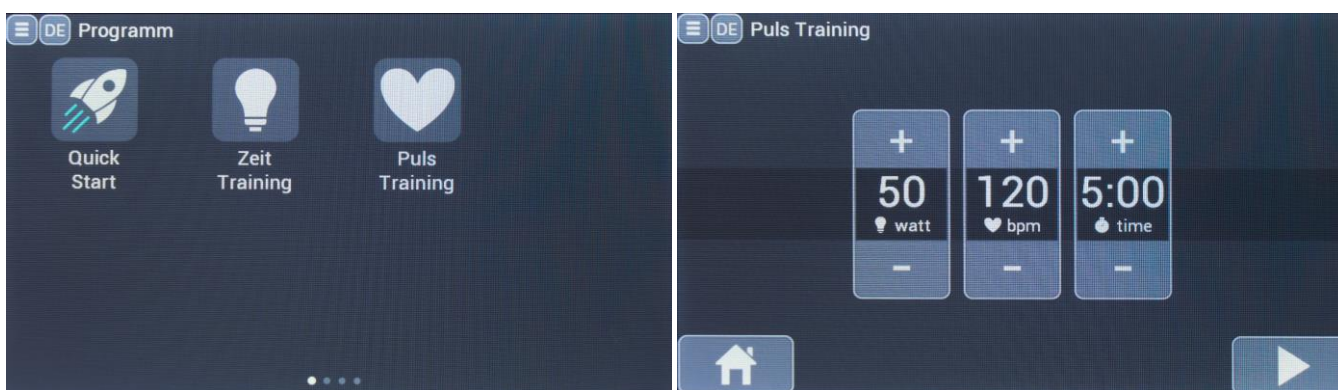 DE Programm
Quick
Start
Zeit
Training
Puls
Training
DE Puls Training
+ + +
50 120 5:00
watt bpm time
- - -